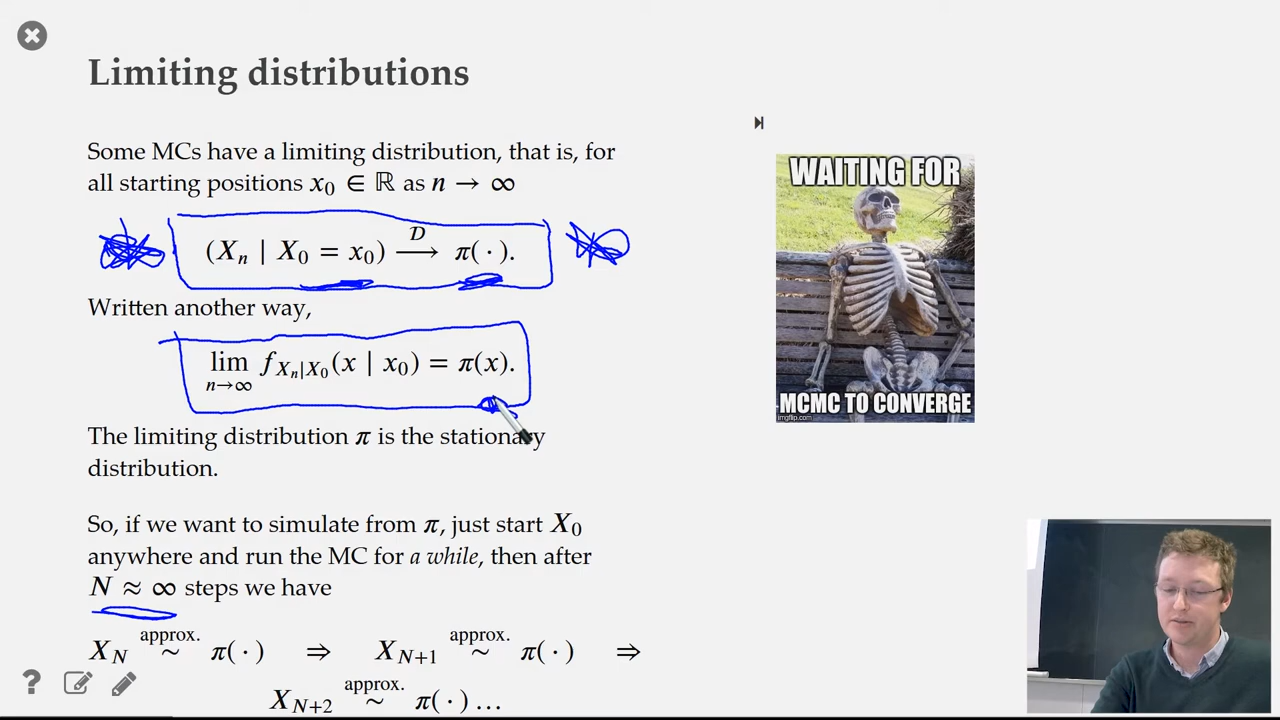 Limiting distributions
Some MCs have a limiting distribution, that is, for
all starting positions x₀ ∈ ℝ as n → ∞
(Xₙ | X₀ = x₀) —𝒟→ π(·).
Written another way,
lim n→∞ f_{Xₙ|X₀}(x | x₀) = π(x).
The limiting distribution π is the stationary
distribution.
So, if we want to simulate from π, just start X₀
anywhere and run the MC for a while, then after
N ≈ ∞ steps we have
X_N approx. ~ π(·) ⇒ X_{N+1} approx. ~ π(·) ⇒
X_{N+2} approx. ~ π(·) …
WAITING FOR
MCMC TO CONVERGE
imgflip.com
?